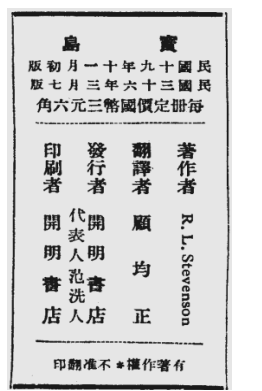 寶島
民國十九年十一月初版
民國三十六年三月七版
每冊定價國幣三元六角
著作者 R. L. Stevenson
翻譯者 顧均正
發行者 開明書店
代表人范洗人
印刷者 開明書店
有著作權*不准翻印